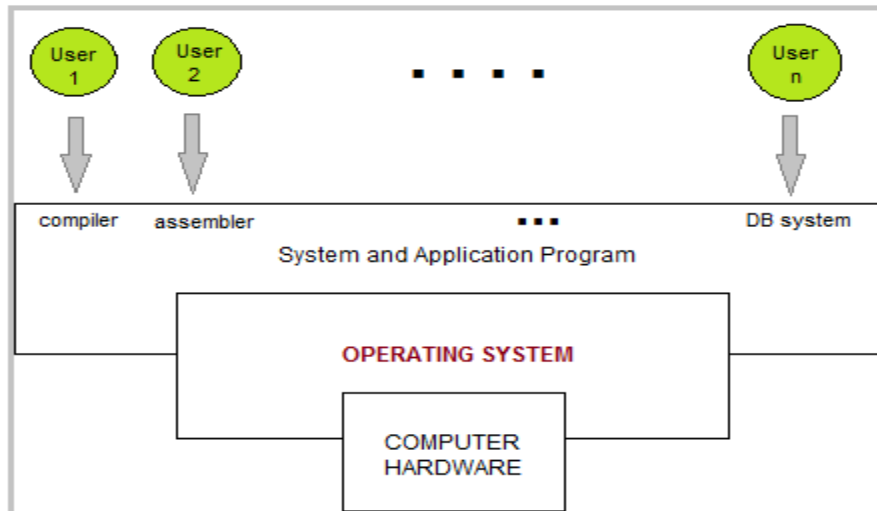 User
1
User
2
User
n
compiler
assembler
DB system
System and Application Program
OPERATING SYSTEM
COMPUTER
HARDWARE